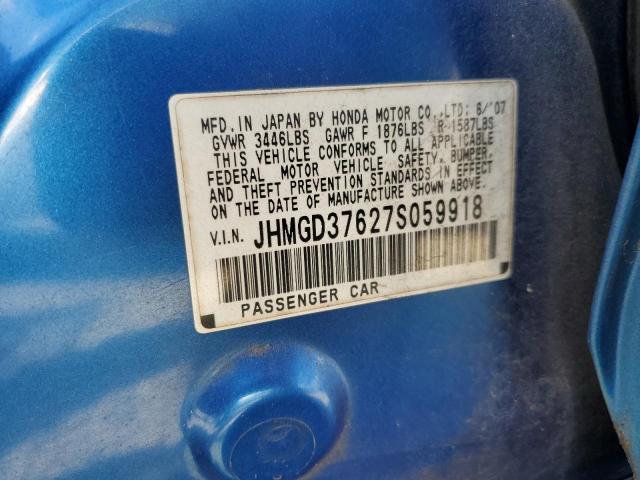 MFD. IN JAPAN BY HONDA MOTOR CO., LTD: 6/'07
GVWR 3446LBS GAWR F 1876LBS R 1587LBS
THIS VEHICLE CONFORMS TO ALL APPLICABLE
FEDERAL MOTOR VEHICLE SAFETY, BUMPER,
AND THEFT PREVENTION STANDARDS IN EFFECT
ON THE DATE OF MANUFACTURE SHOWN ABOVE.
V.I.N. JHMGD37627S059918
PASSENGER CAR